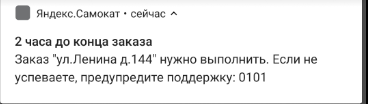 Яндекс.Самокат • сейчас
2 часа до конца заказа
Заказ "ул.Ленина д.144" нужно выполнить. Если не
успеваете, предупредите поддержку: 0101